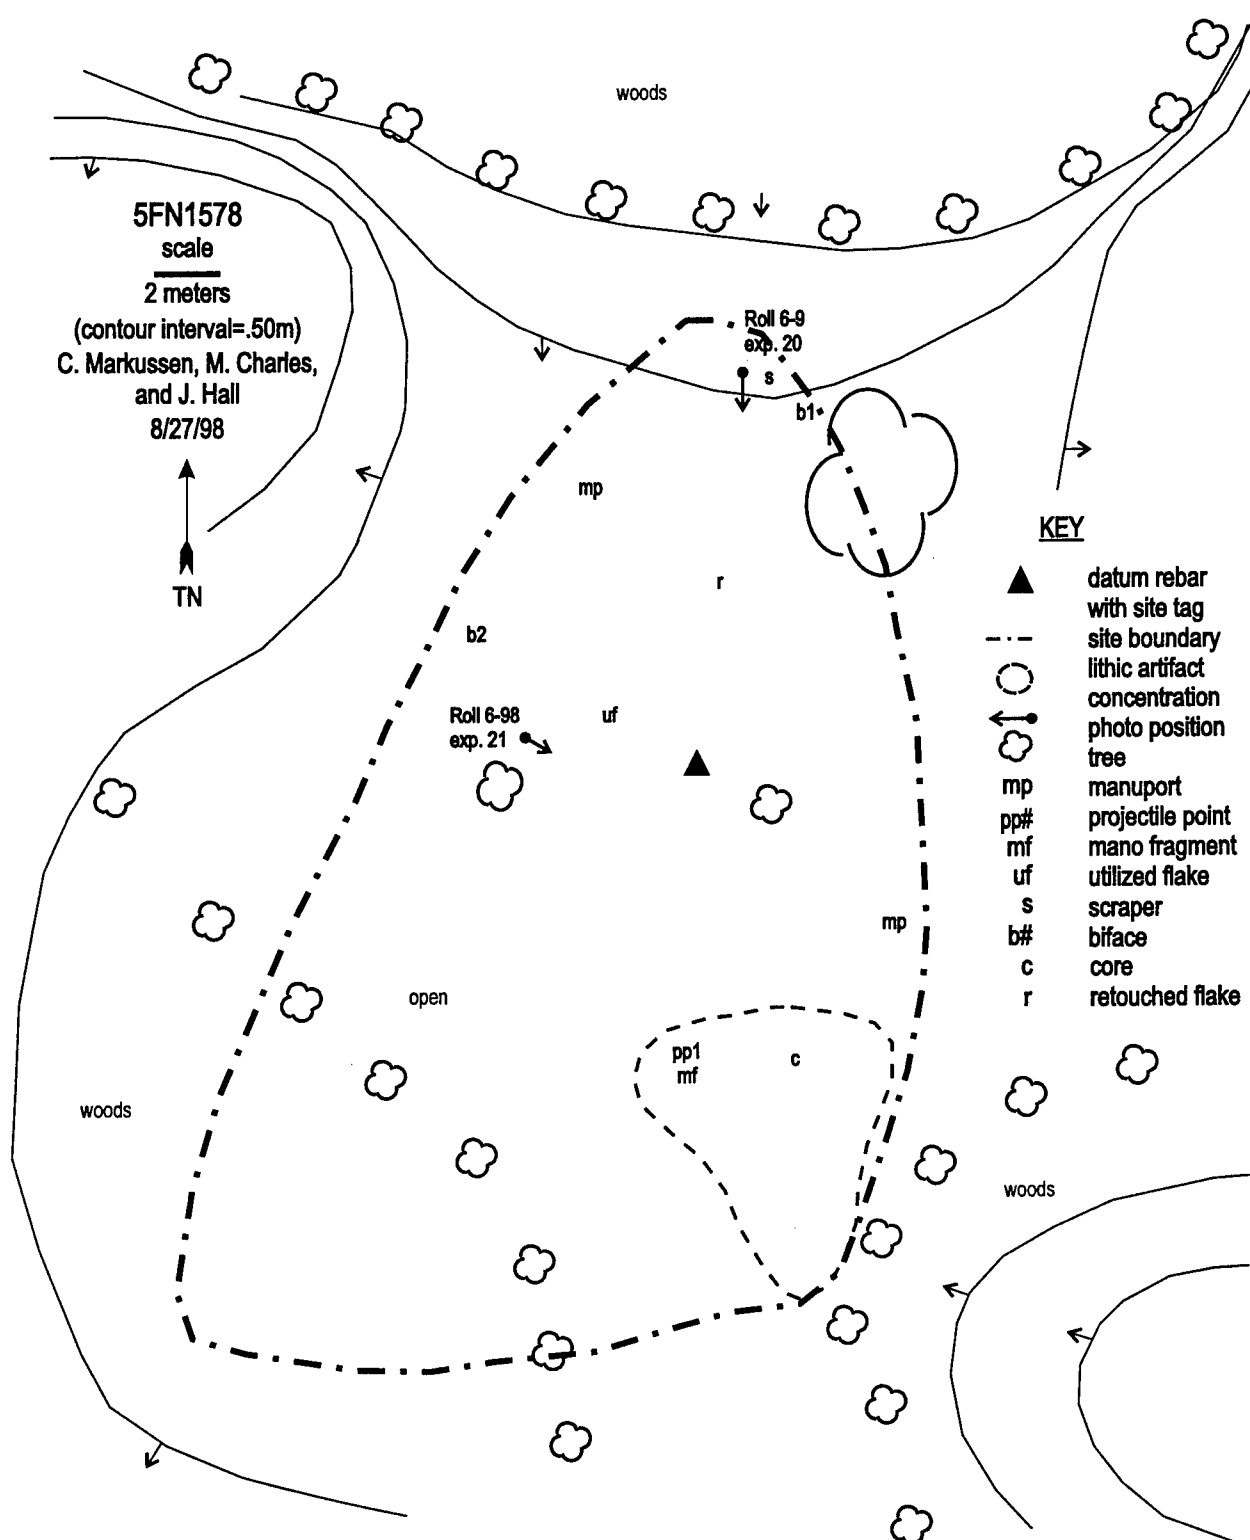 woods
5FN1578
scale
2 meters
(contour interval=.50m)
C. Markussen, M. Charles,
and J. Hall
8/27/98
TN
Roll 6-9
exp. 20
s
b1
mp
r
b2
uf
Roll 6-98
exp. 21
mp
open
pp1
mf
c
woods
woods
KEY
datum rebar
with site tag
site boundary
lithic artifact
concentration
photo position
tree
mp manuport
pp# projectile point
mf mano fragment
uf utilized flake
s scraper
b# biface
c core
r retouched flake